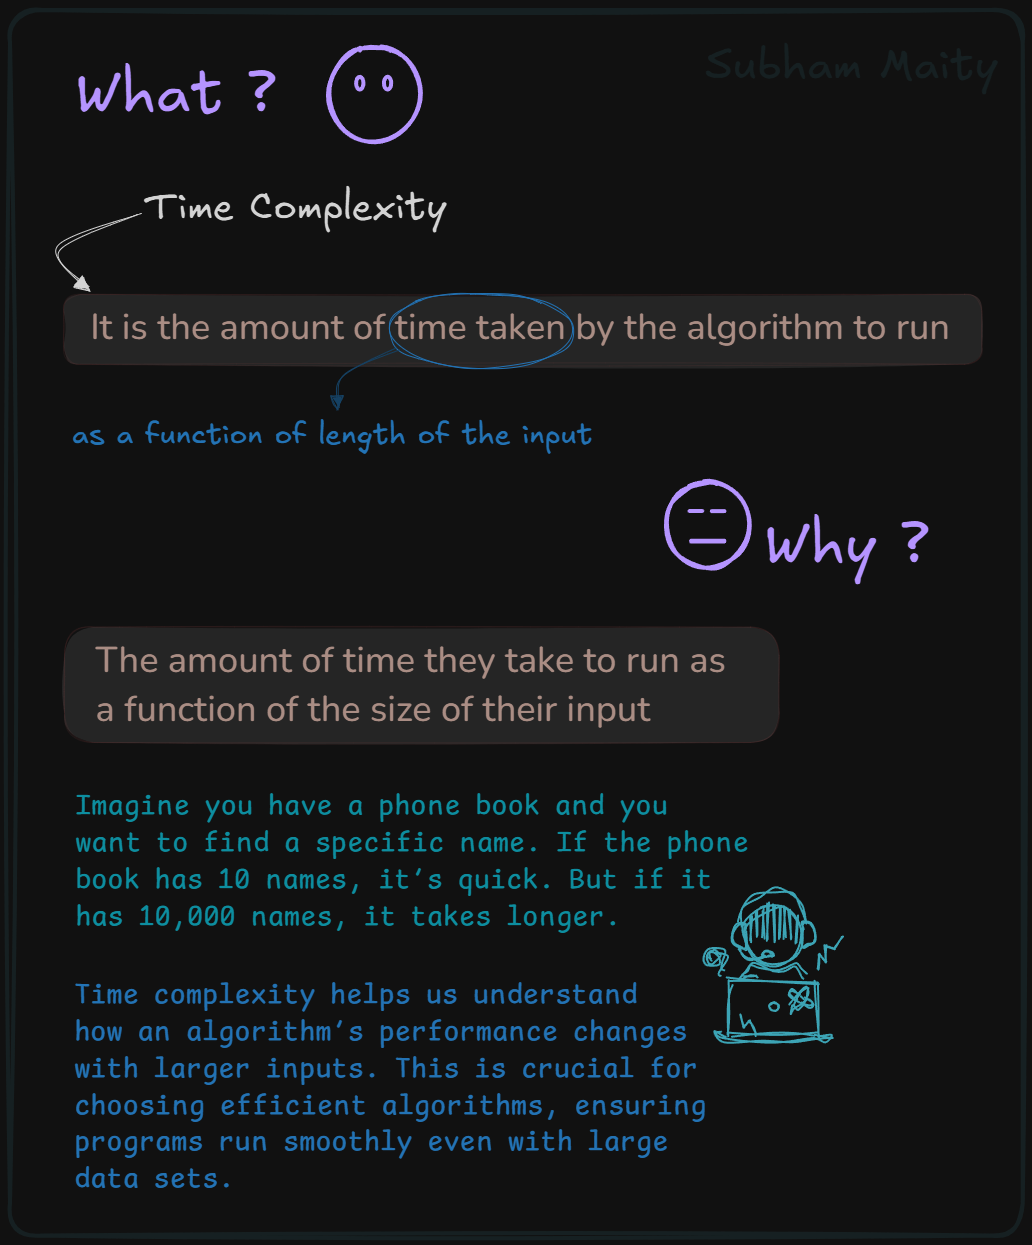 Subham Maity
What ?
Time Complexity
It is the amount of time taken by the algorithm to run
as a function of length of the input
Why ?
The amount of time they take to run as
a function of the size of their input
Imagine you have a phone book and you
want to find a specific name. If the phone
book has 10 names, it's quick. But if it
has 10,000 names, it takes longer.
Time complexity helps us understand
how an algorithm's performance changes
with larger inputs. This is crucial for
choosing efficient algorithms, ensuring
programs run smoothly even with large
data sets.